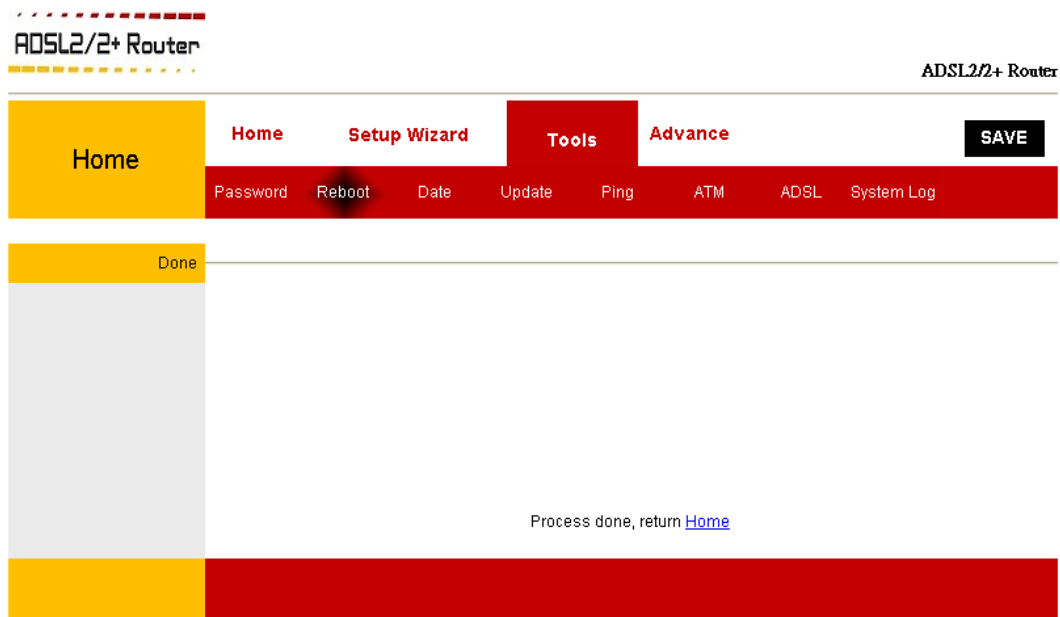 ADSL2/2+ Router
ADSL2/2+ Router
Home
Home Setup Wizard Tools Advance SAVE
Password Reboot Date Update Ping ATM ADSL System Log
Done
Process done, return Home